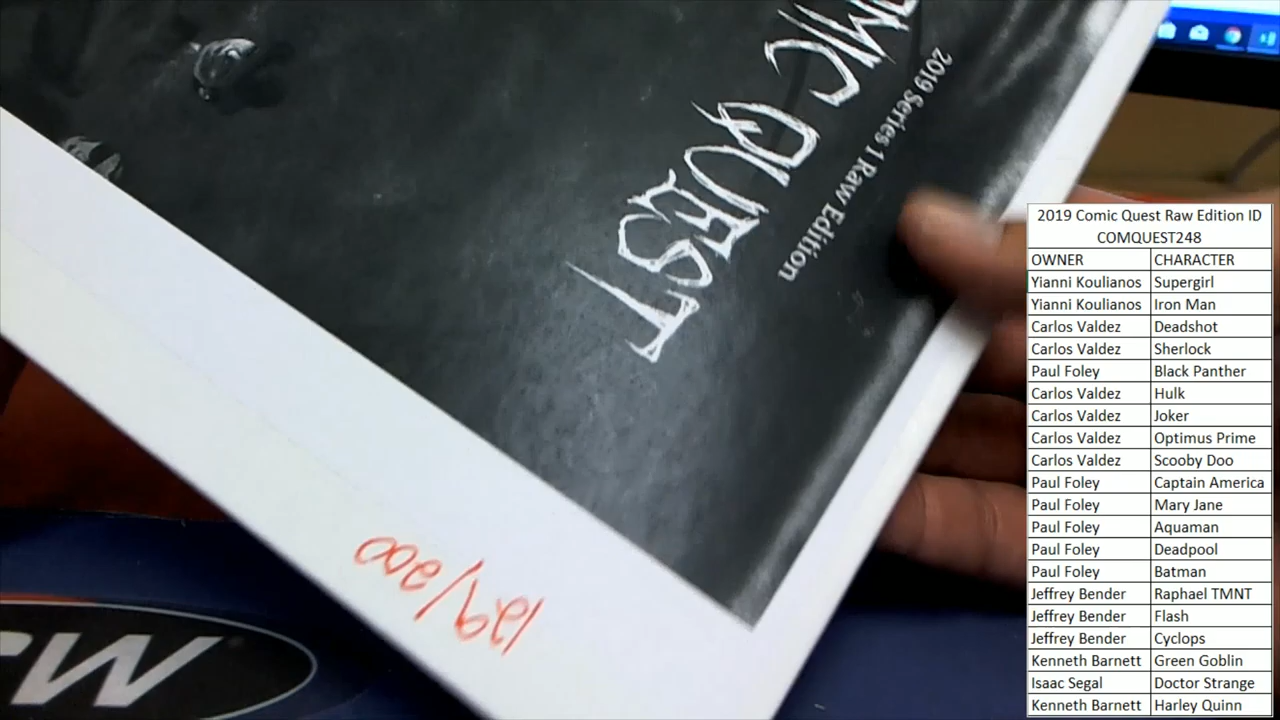 OMIC
QUEST
2019 Series 1 Raw Edition
129/200
2019 Comic Quest Raw Edition ID
COMQUEST248
OWNER CHARACTER
Yianni Koulianos Supergirl
Yianni Koulianos Iron Man
Carlos Valdez Deadshot
Carlos Valdez Sherlock
Paul Foley Black Panther
Carlos Valdez Hulk
Carlos Valdez Joker
Carlos Valdez Optimus Prime
Carlos Valdez Scooby Doo
Paul Foley Captain America
Paul Foley Mary Jane
Paul Foley Aquaman
Paul Foley Deadpool
Paul Foley Batman
Jeffrey Bender Raphael TMNT
Jeffrey Bender Flash
Jeffrey Bender Cyclops
Kenneth Barnett Green Goblin
Isaac Segal Doctor Strange
Kenneth Barnett Harley Quinn